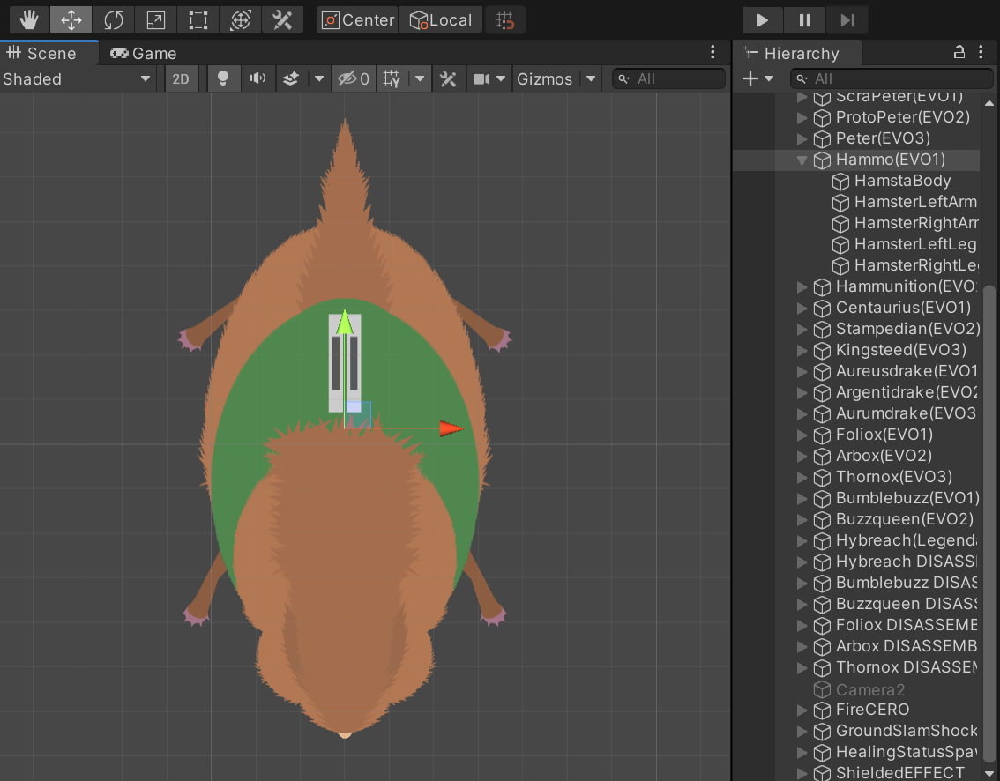 Center Local
Scene Game
Shaded 2D 0 Gizmos All
Hierarchy
All
ScraPeter(EVO1)
ProtoPeter(EVO2)
Peter(EVO3)
Hammo(EVO1)
HamstaBody
HamsterLeftArm
HamsterRightArr
HamsterLeftLeg
HamsterRightLe
Hammunition(EVO
Centaurius(EVO1)
Stampedian(EVO2)
Kingsteed(EVO3)
Aureusdrake(EVO1
Argentidrake(EVO2
Aurumdrake(EVO3
Foliox(EVO1)
Arbox(EVO2)
Thornox(EVO3)
Bumblebuzz(EVO1)
Buzzqueen(EVO2)
Hybreach(Legend
Hybreach DISASS
Bumblebuzz DISAS
Buzzqueen DISAS
Foliox DISASSEME
Arbox DISASSEMB
Thornox DISASSEM
Camera2
FireCERO
GroundSlamShock
HealingStatusSpa
ShieldedEFFECT